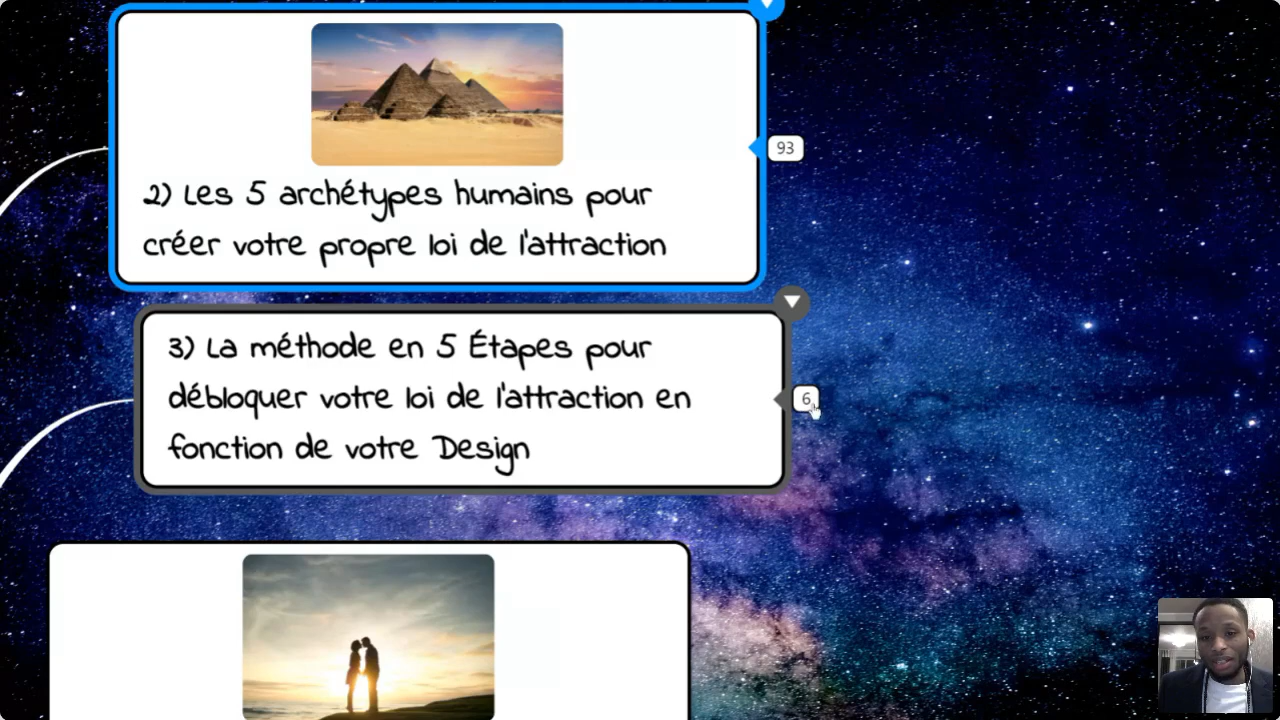 93
2) Les 5 archétypes humains pour
créer votre propre loi de l'attraction
3) La méthode en 5 Étapes pour
débloquer votre loi de l'attraction en
fonction de votre Design
6